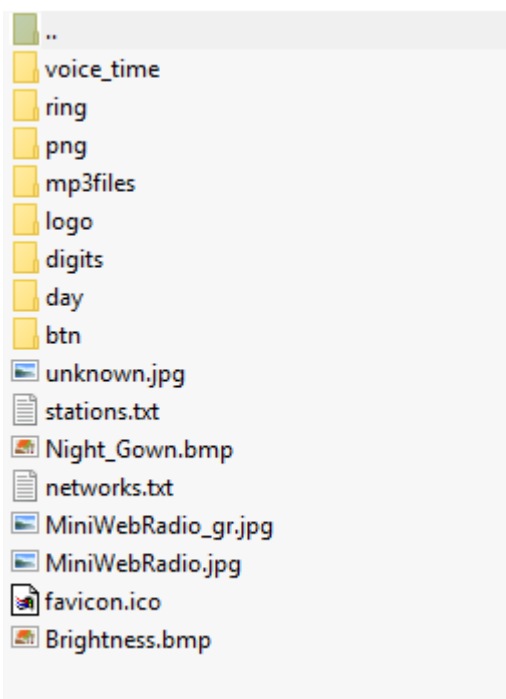 ..
voice_time
ring
png
mp3files
logo
digits
day
btn
unknown.jpg
stations.txt
Night_Gown.bmp
networks.txt
MiniWebRadio_gr.jpg
MiniWebRadio.jpg
favicon.ico
Brightness.bmp